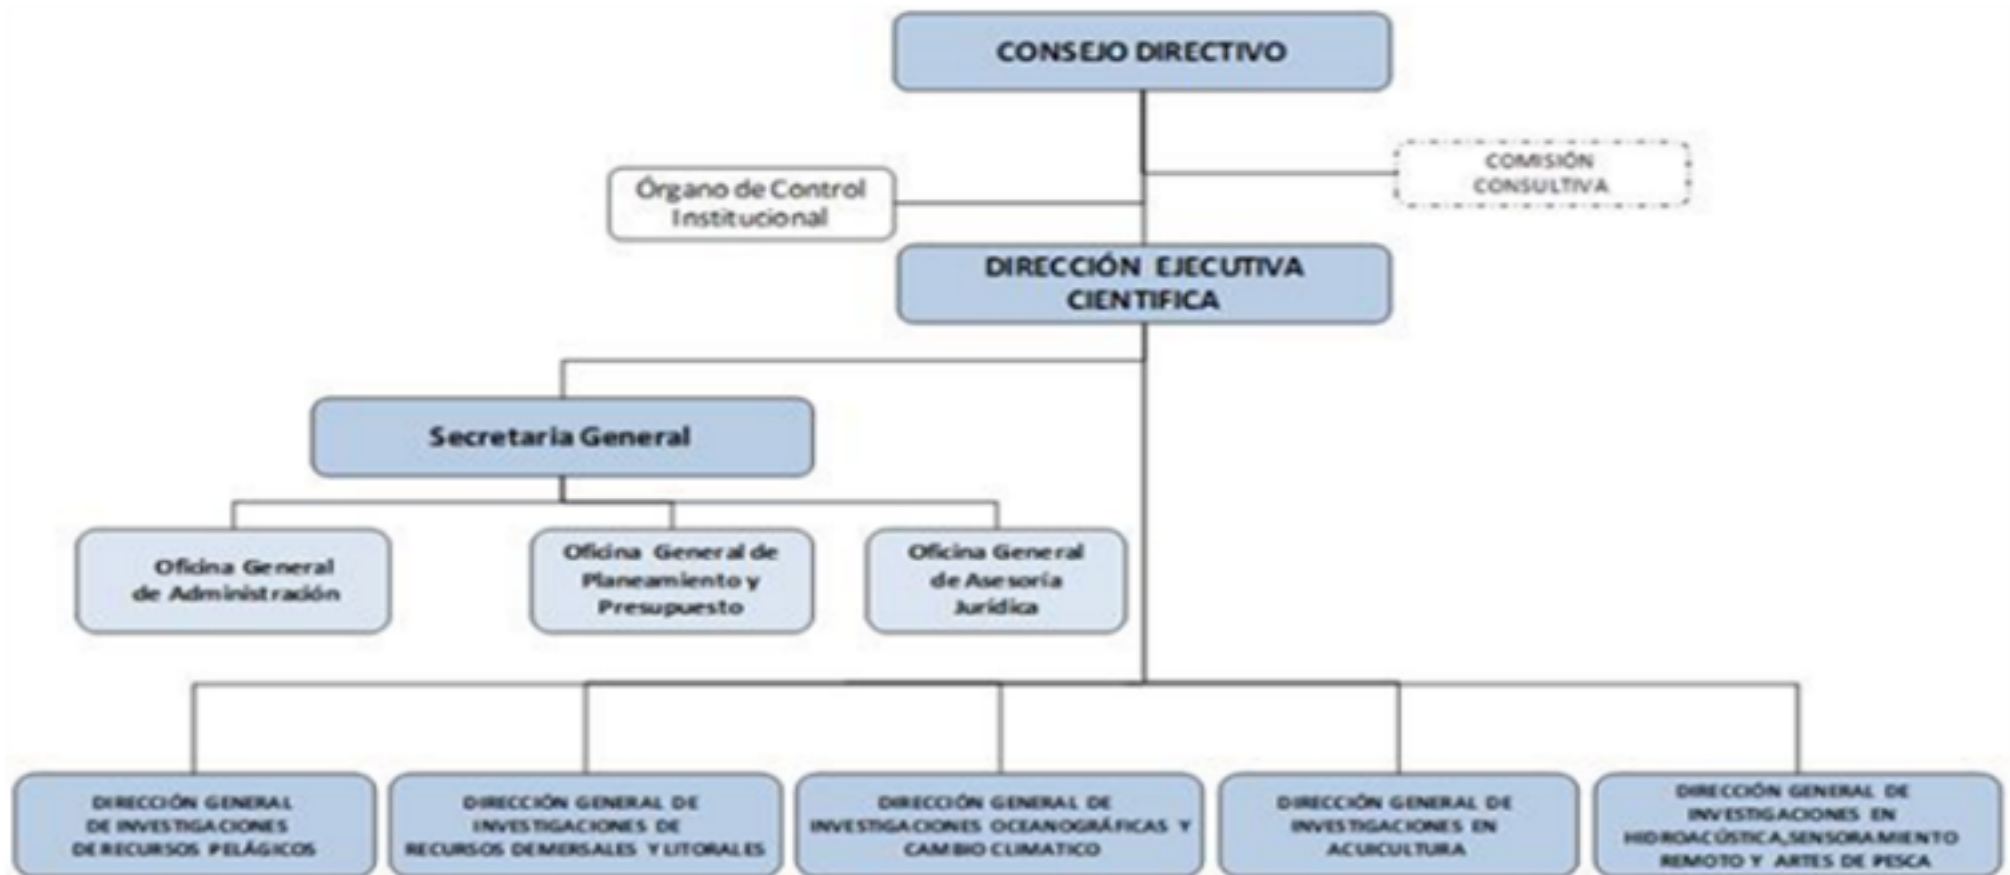 CONSEJO DIRECTIVO
COMISIÓN
CONSULTIVA
Órgano de Control
Institucional
DIRECCIÓN EJECUTIVA
CIENTIFICA
Secretaria General
Oficina General
de Administración
Oficina General de
Planeamiento y
Presupuesto
Oficina General
de Asesoría
Jurídica
DIRECCIÓN GENERAL
DE INVESTIGACIONES
DE RECURSOS PELÁGICOS
DIRECCIÓN GENERAL DE
INVESTIGACIONES DE
RECURSOS DEMERSALES Y LITORALES
DIRECCIÓN GENERAL DE
INVESTIGACIONES OCEANOGRÁFICAS Y
CAMBIO CLIMATICO
DIRECCIÓN GENERAL DE
INVESTIGACIONES EN
ACUICULTURA
DIRECCIÓN GENERAL DE
INVESTIGACIONES EN
HIDROACÚSTICA,SENSORAMIENTO
REMOTO Y ARTES DE PESCA